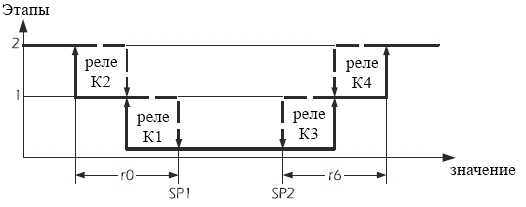 Этапы
2
реле
К2
реле
К4
1
реле
К1
реле
К3
r0
SP1
SP2
r6
значение